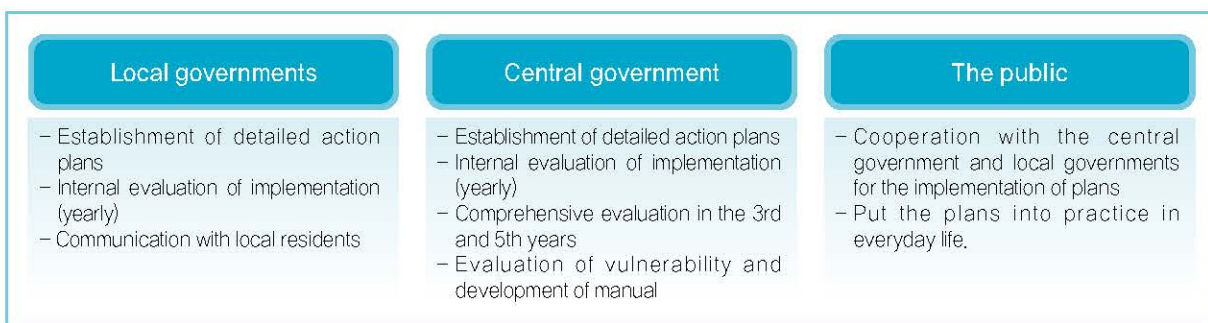 Local governments
– Establishment of detailed action
plans
– Internal evaluation of implementation
(yearly)
– Communication with local residents
Central government
– Establishment of detailed action plans
– Internal evaluation of implementation
(yearly)
– Comprehensive evaluation in the 3rd
and 5th years
– Evaluation of vulnerability and
development of manual
The public
– Cooperation with the central
government and local governments
for the implementation of plans
– Put the plans into practice in
everyday life.